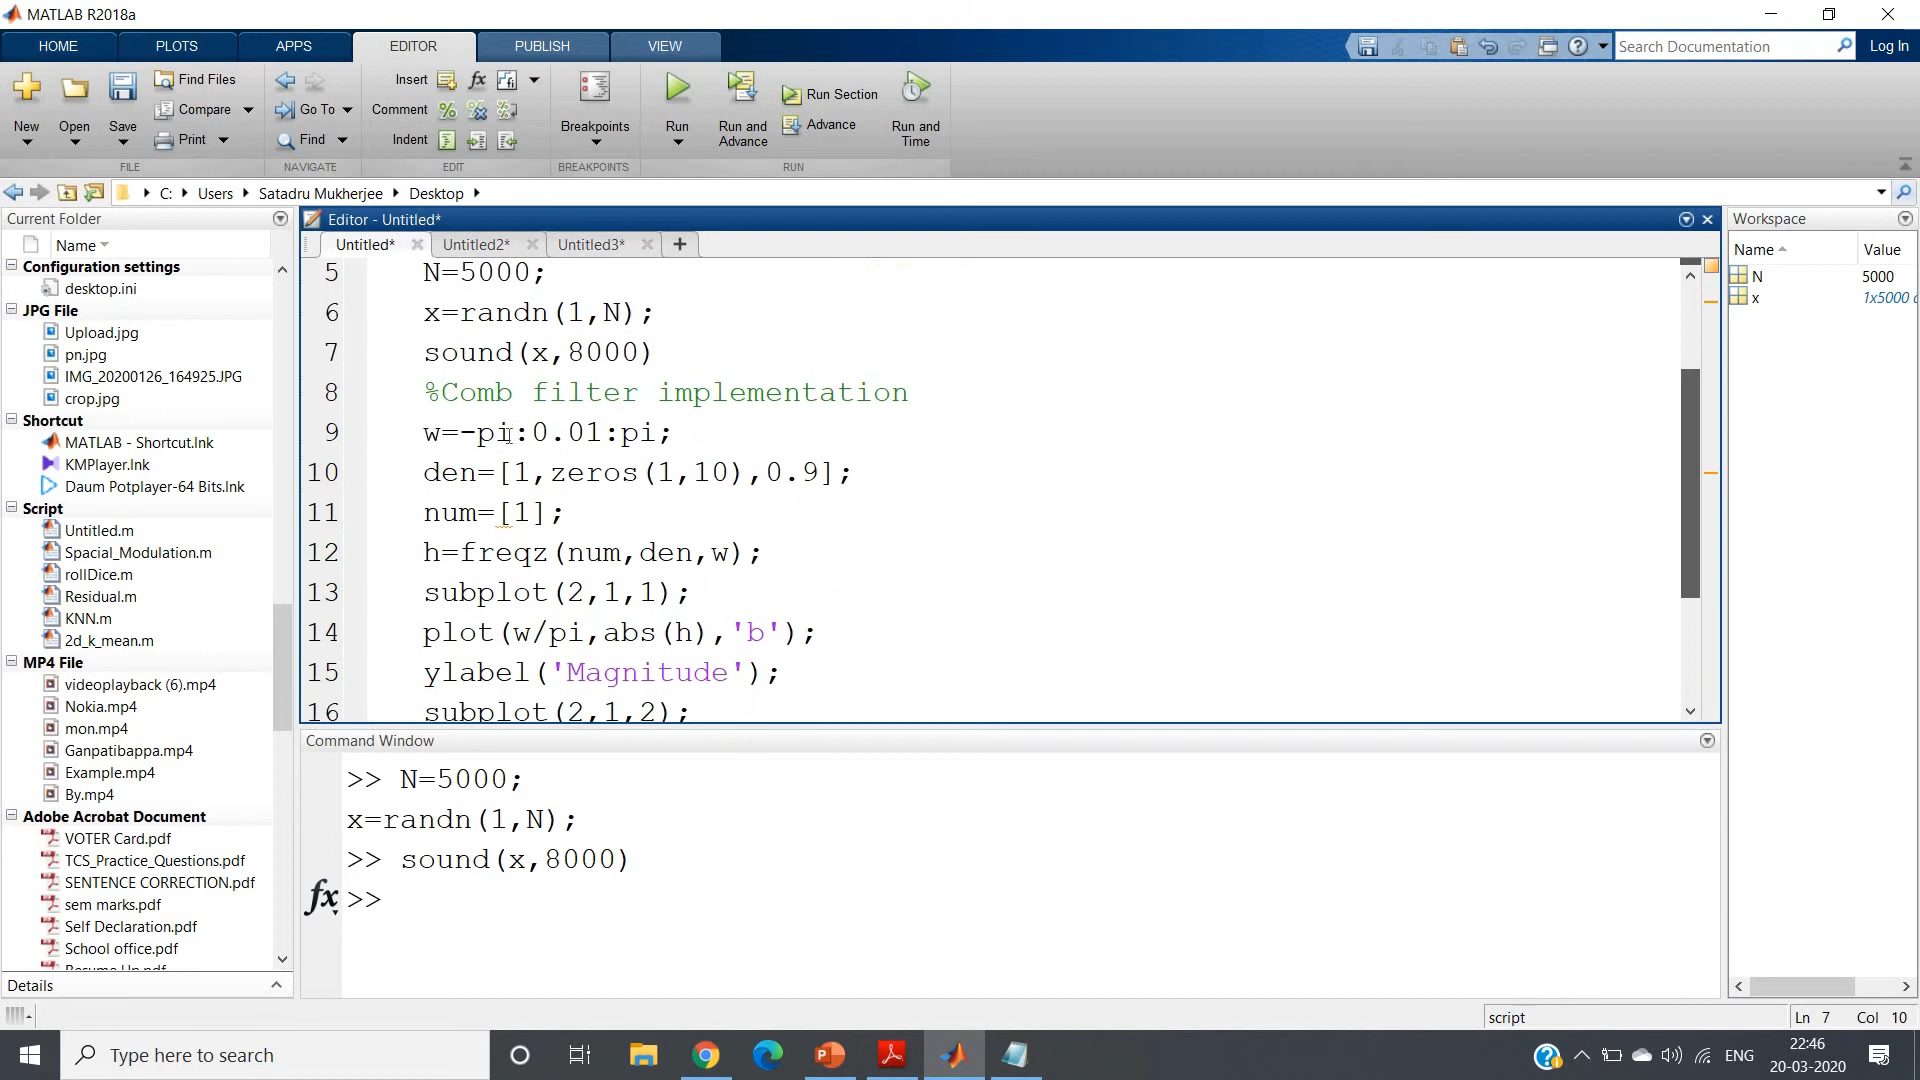 MATLAB R2018a
HOME PLOTS APPS EDITOR PUBLISH VIEW Search Documentation Log In
New Open Save Find Files Compare Print
Go To Find
Insert fx
Comment
Indent
Breakpoints
Run Run and Advance Run Section Advance Run and Time
FILE NAVIGATE EDIT BREAKPOINTS RUN
C: Users Satadru Mukherjee Desktop
Current Folder
Name
Configuration settings
desktop.ini
JPG File
Upload.jpg
pn.jpg
IMG_20200126_164925.JPG
crop.jpg
Shortcut
MATLAB - Shortcut.lnk
KMPlayer.lnk
Daum Potplayer-64 Bits.lnk
Script
Untitled.m
Spacial_Modulation.m
rollDice.m
Residual.m
KNN.m
2d_k_mean.m
MP4 File
videoplayback (6).mp4
Nokia.mp4
mon.mp4
Ganpatibappa.mp4
Example.mp4
By.mp4
Adobe Acrobat Document
VOTER Card.pdf
TCS_Practice_Questions.pdf
SENTENCE CORRECTION.pdf
sem marks.pdf
Self Declaration.pdf
School office.pdf
Details
Editor - Untitled*
Untitled* Untitled2* Untitled3*
5 N=5000;
6 x=randn(1,N);
7 sound(x,8000)
8 %Comb filter implementation
9 w=-pi:0.01:pi;
10 den=[1,zeros(1,10),0.9];
11 num=[1];
12 h=freqz(num,den,w);
13 subplot(2,1,1);
14 plot(w/pi,abs(h),'b');
15 ylabel('Magnitude');
16 subplot(2,1,2);
Command Window
>> N=5000;
x=randn(1,N);
>> sound(x,8000)
fx >>
Workspace
Name Value
N 5000
x 1x5000
script Ln 7 Col 10
Type here to search
ENG
22:46
20-03-2020